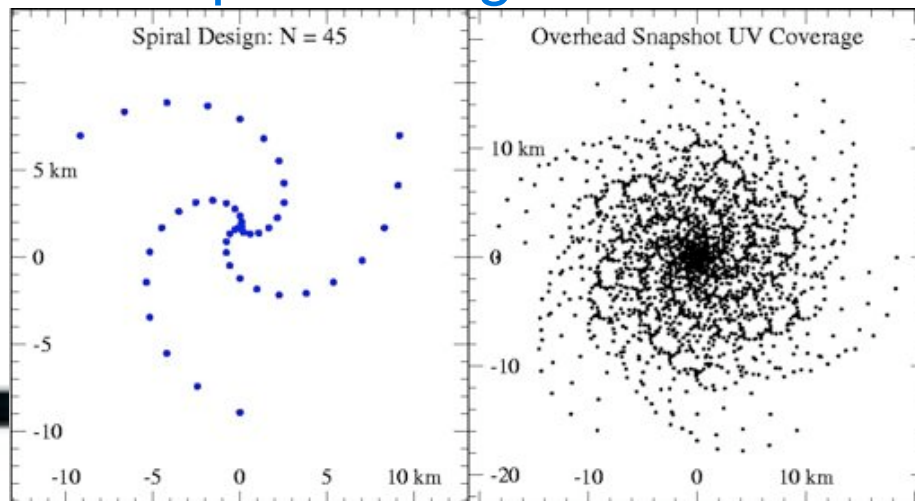 Spiral Design: N = 45
5 km
0
-5
-10
-10 -5 0 5 10 km
Overhead Snapshot UV Coverage
10 km
0
-10
-20
-10 0 10 km